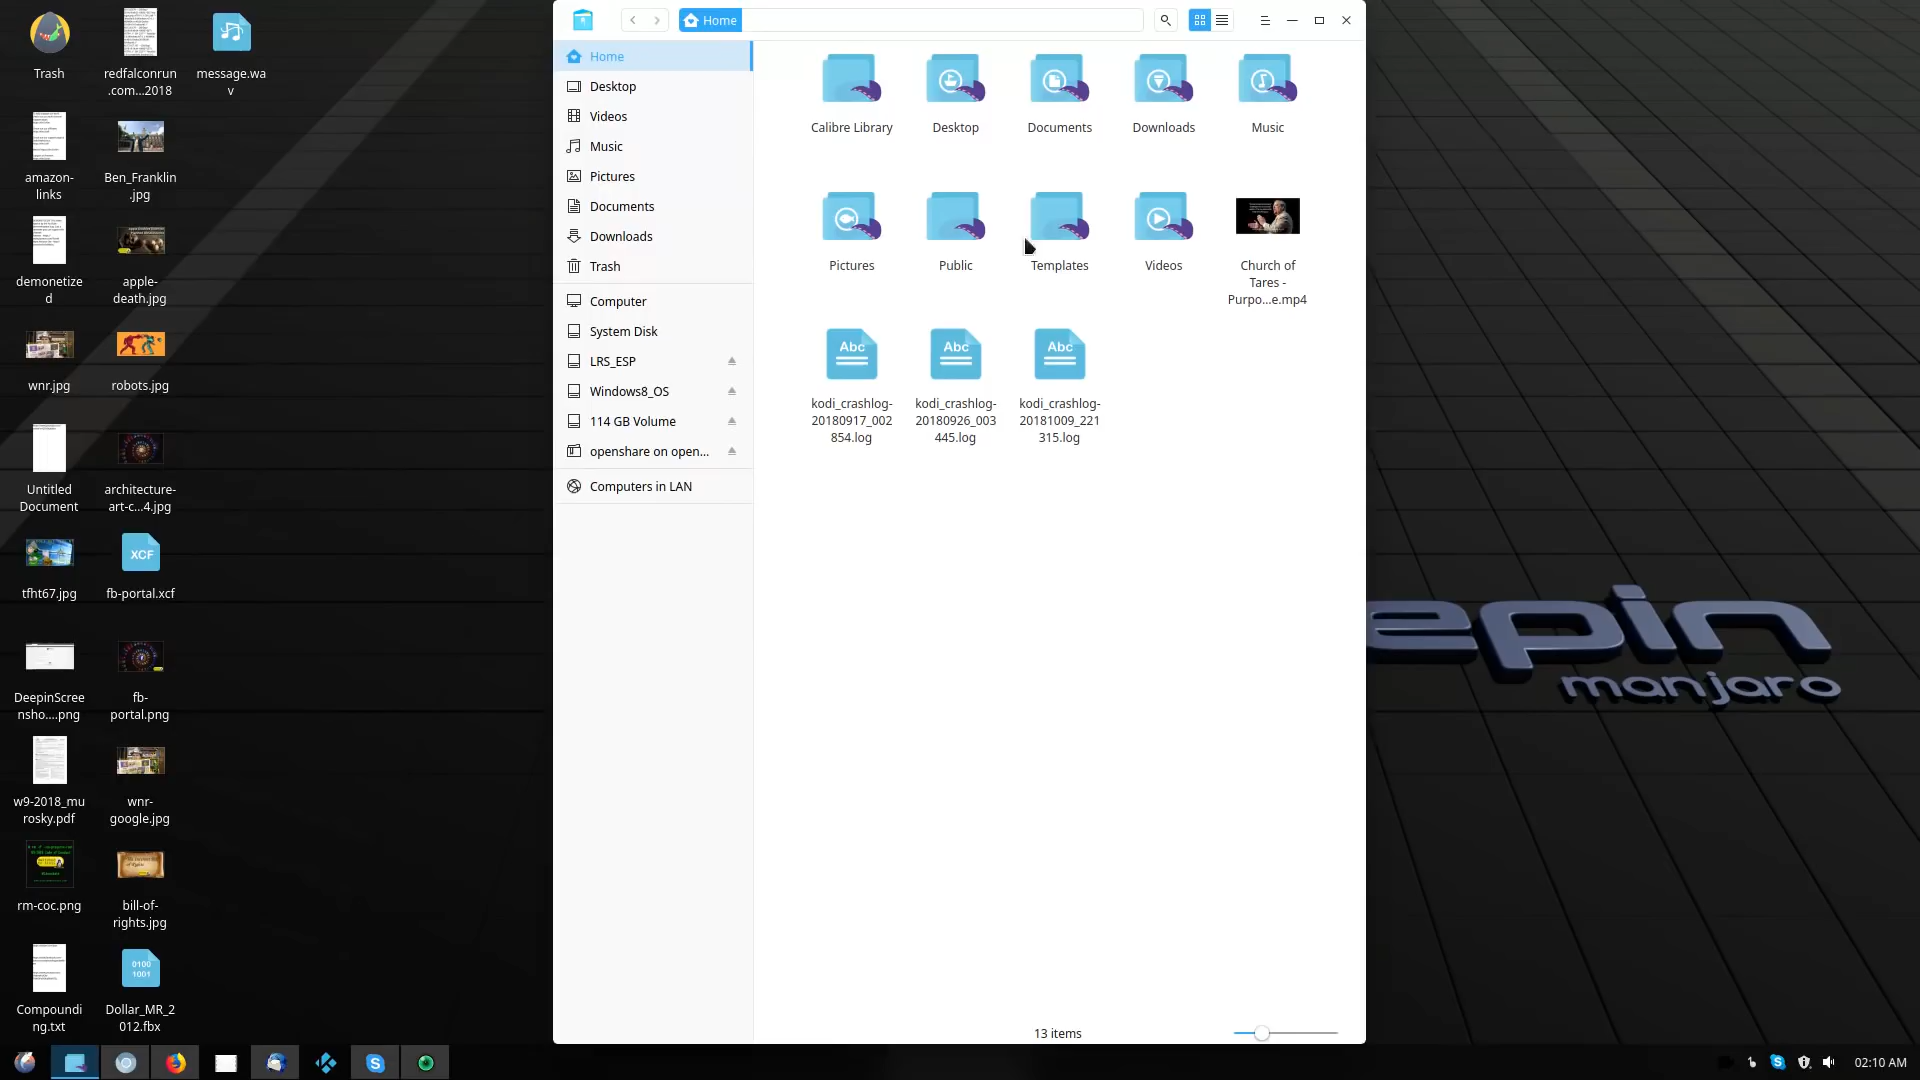 Trash
redfalconrun
.com...2018
message.wa
v
amazon-
links
Ben_Franklin
.jpg
demonetize
d
apple-
death.jpg
wnr.jpg
robots.jpg
Untitled
Document
architecture-
art-c...4.jpg
XCF
tfht67.jpg
fb-portal.xcf
DeepinScree
nsho....png
fb-
portal.png
w9-2018_mu
rosky.pdf
wnr-
google.jpg
rm-coc.png
bill-of-
rights.jpg
0100
1001
Compoundi
ng.txt
Dollar_MR_2
012.fbx
Home
Home
Desktop
Videos
Music
Pictures
Documents
Downloads
Trash
Computer
System Disk
LRS_ESP
Windows8_OS
114 GB Volume
openshare on open...
Computers in LAN
Calibre Library
Desktop
Documents
Downloads
Music
Pictures
Public
Templates
Videos
Church of
Tares -
Purpo...e.mp4
Abc
Abc
Abc
kodi_crashlog-
20180917_002
854.log
kodi_crashlog-
20180926_003
445.log
kodi_crashlog-
20181009_221
315.log
13 items
epin
manjaro
02:10 AM